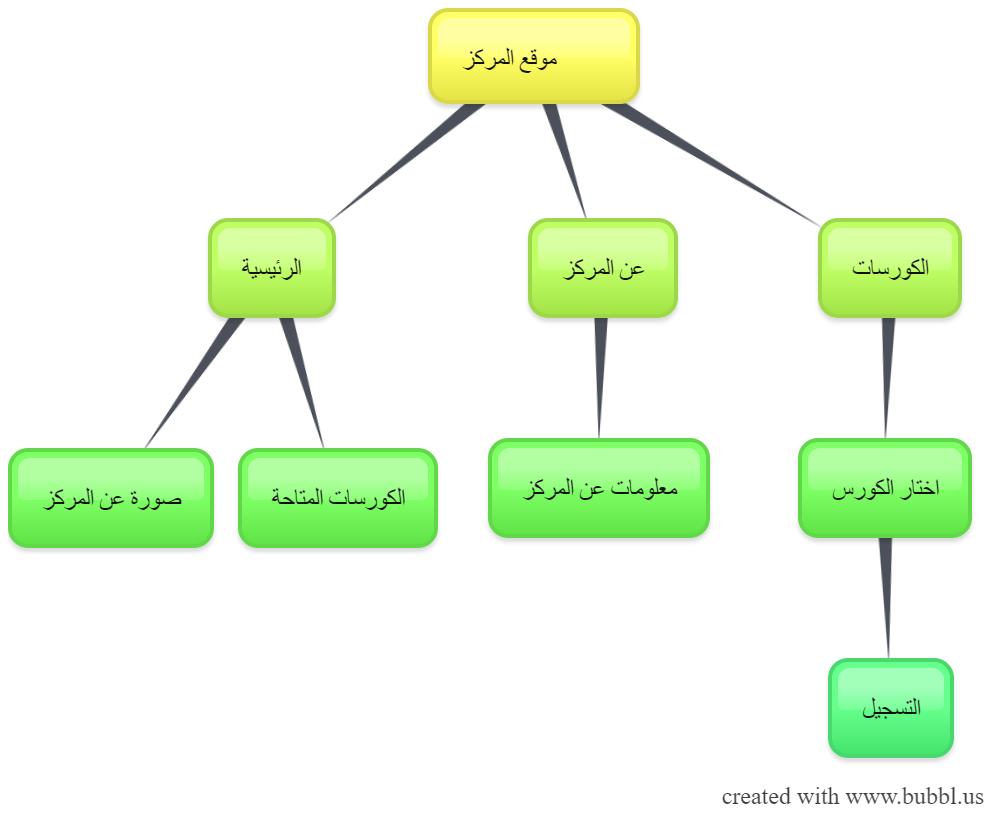 موقع المركز
الرئيسية
عن المركز
الكورسات
صورة عن المركز
الكورسات المتاحة
معلومات عن المركز
اختار الكورس
التسجيل
created with www.bubbl.us